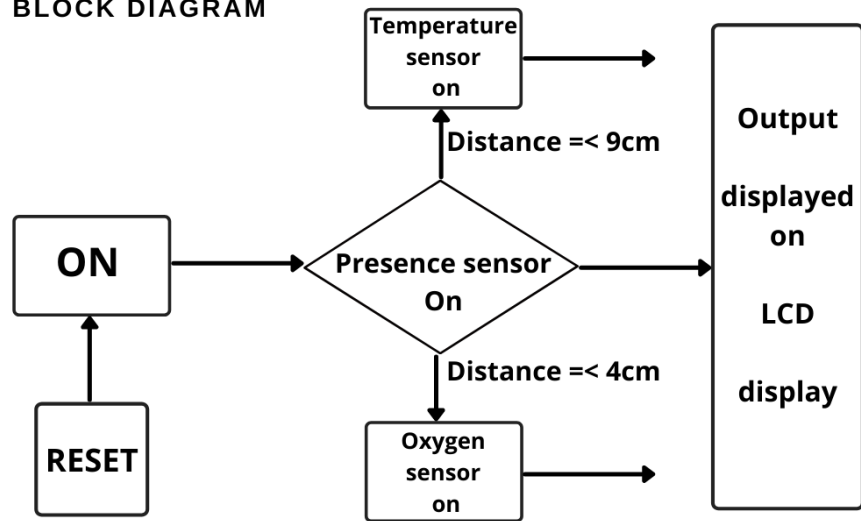 BLOCK DIAGRAM
Temperature
sensor
on
Distance =< 9cm
ON
Presence sensor
On
Output
displayed
on
LCD
display
Distance =< 4cm
RESET
Oxygen
sensor
on